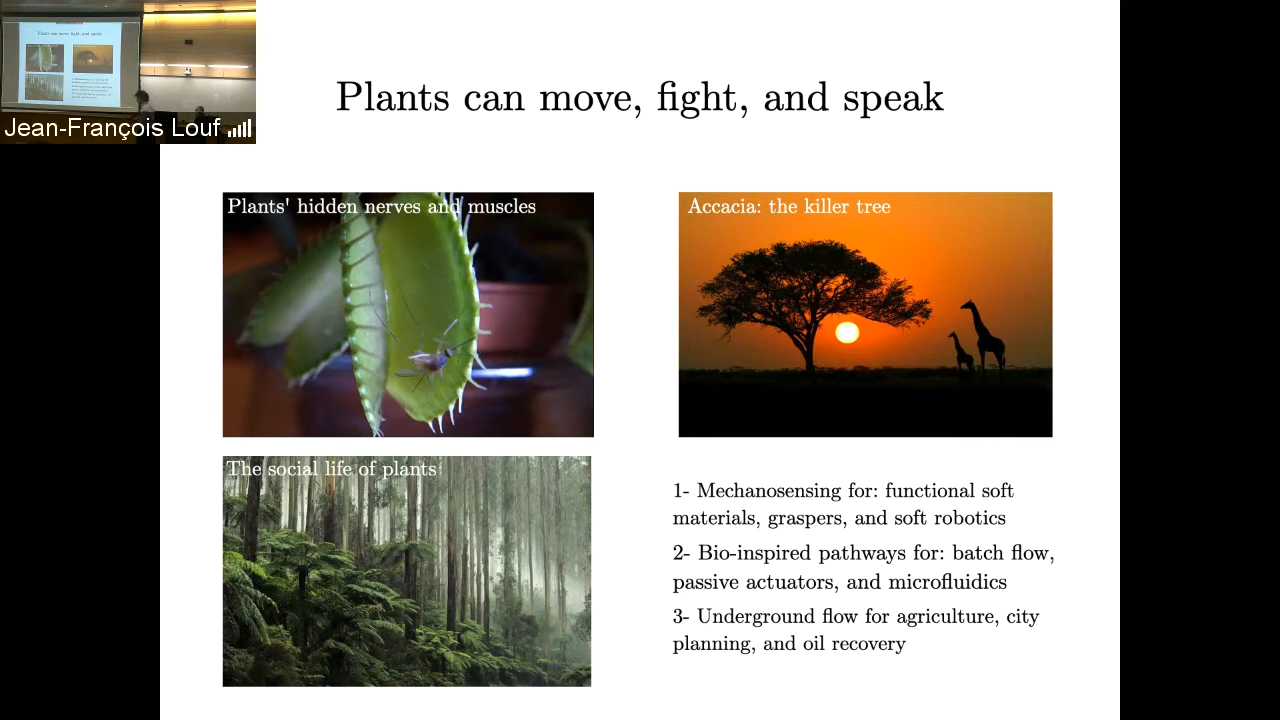 Plants can move, fight, and speak
Jean-François Louf
Plants' hidden nerves and muscles
Accacia: the killer tree
The social life of plants
1- Mechanosensing for: functional soft
materials, graspers, and soft robotics
2- Bio-inspired pathways for: batch flow,
passive actuators, and microfluidics
3- Underground flow for agriculture, city
planning, and oil recovery